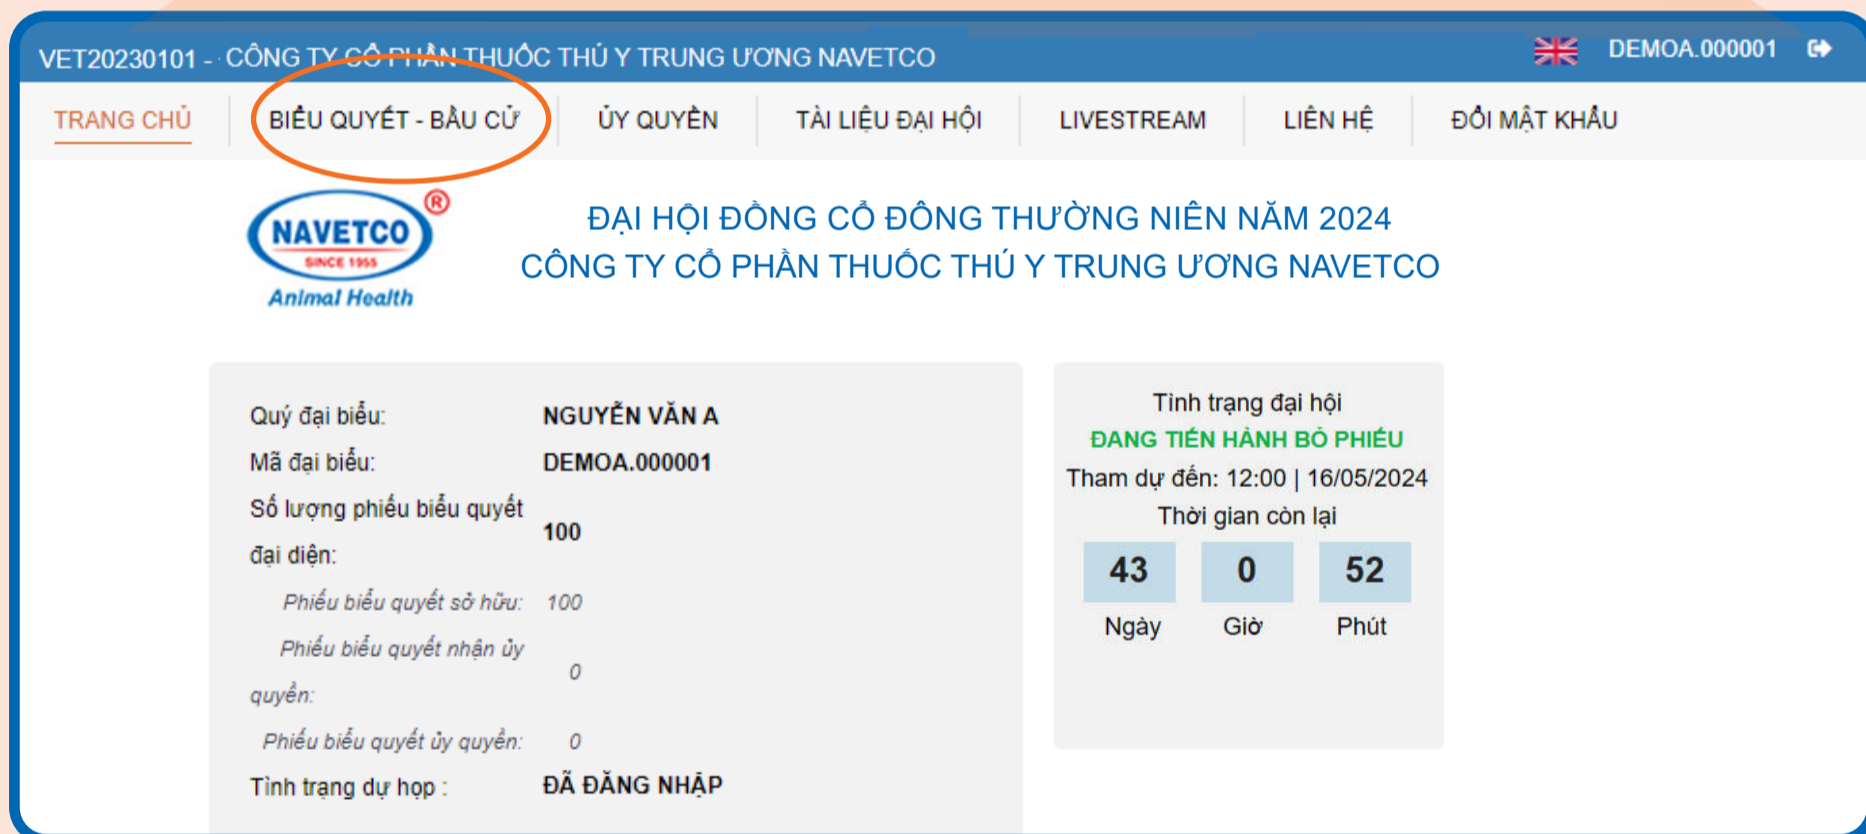 VET20230101 - CÔNG TY CỔ PHẦN THUỐC THÚ Y TRUNG ƯƠNG NAVETCO
DEMOA.000001
TRANG CHỦ
BIỂU QUYẾT - BẦU CỬ
ỦY QUYỀN
TÀI LIỆU ĐẠI HỘI
LIVESTREAM
LIÊN HỆ
ĐỔI MẬT KHẨU
NAVETCO ®
SINCE 1955
Animal Health
ĐẠI HỘI ĐỒNG CỔ ĐÔNG THƯỜNG NIÊN NĂM 2024
CÔNG TY CỔ PHẦN THUỐC THÚ Y TRUNG ƯƠNG NAVETCO
Quý đại biểu: NGUYỄN VĂN A
Mã đại biểu: DEMOA.000001
Số lượng phiếu biểu quyết
đại diện: 100
Phiếu biểu quyết sở hữu: 100
Phiếu biểu quyết nhận ủy
quyền: 0
Phiếu biểu quyết ủy quyền: 0
Tình trạng dự họp : ĐÃ ĐĂNG NHẬP
Tình trạng đại hội
ĐANG TIẾN HÀNH BỎ PHIẾU
Tham dự đến: 12:00 | 16/05/2024
Thời gian còn lại
43 0 52
Ngày Giờ Phút